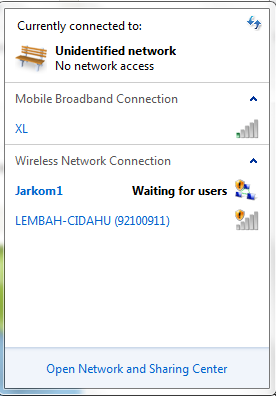 Currently connected to:
Unidentified network
No network access
Mobile Broadband Connection
XL
Wireless Network Connection
Jarkom1 Waiting for users
LEMBAH-CIDAHU (92100911)
Open Network and Sharing Center